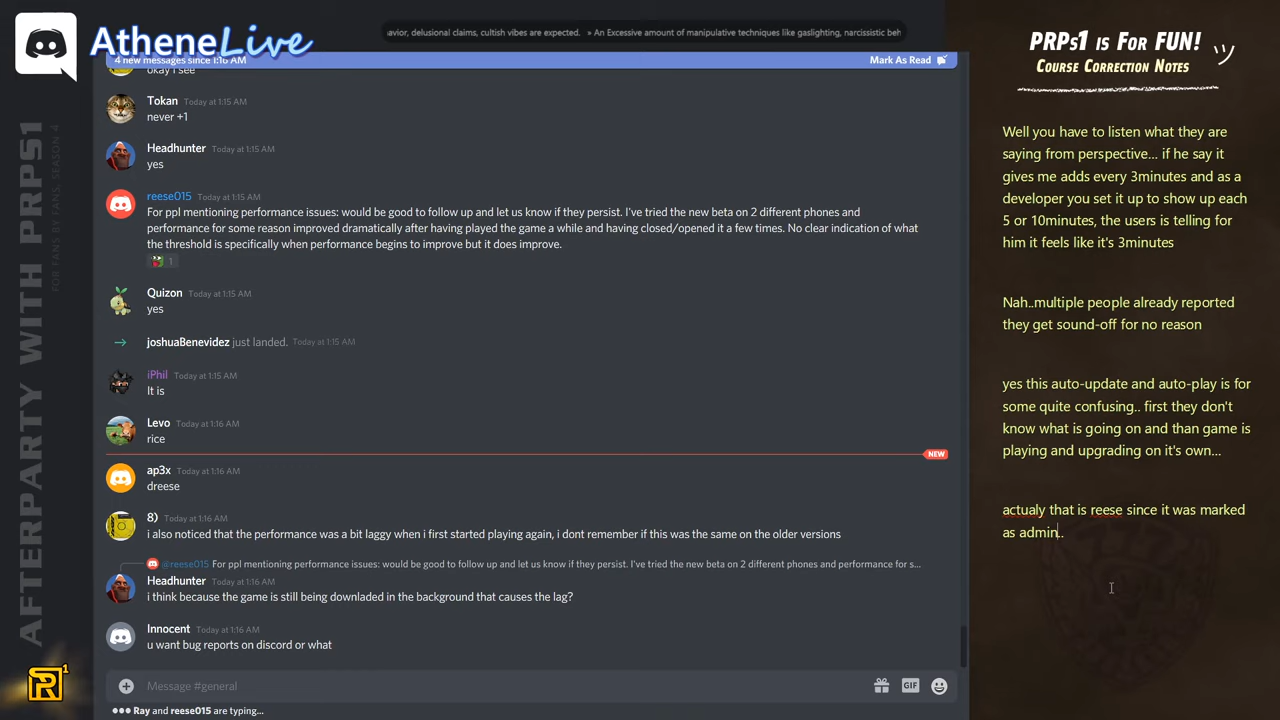 AtheneLive
avior, delusional claims, cultish vibes are expected.   » An Excessive amount of manipulative techniques like gaslighting, narcissistic beh
4 new messages since 1:16 AM
Mark As Read
okay I see
Tokan Today at 1:15 AM
never +1
Headhunter Today at 1:15 AM
yes
reese015 Today at 1:15 AM
For ppl mentioning performance issues: would be good to follow up and let us know if they persist. I've tried the new beta on 2 different phones and
performance for some reason improved dramatically after having played the game a while and having closed/opened it a few times. No clear indication of what
the threshold is specifically when performance begins to improve but it does improve.
1
Quizon Today at 1:15 AM
yes
joshuaBenevidez just landed. Today at 1:15 AM
iPhil Today at 1:15 AM
It is
Levo Today at 1:16 AM
rice
NEW
ap3x Today at 1:16 AM
dreese
8) Today at 1:16 AM
i also noticed that the performance was a bit laggy when i first started playing again, i dont remember if this was the same on the older versions
@reese015 For ppl mentioning performance issues: would be good to follow up and let us know if they persist. I've tried the new beta on 2 different phones and performance for s...
Headhunter Today at 1:16 AM
i think because the game is still being downladed in the background that causes the lag?
Innocent Today at 1:16 AM
u want bug reports on discord or what
Message #general
GIF
Ray and reese015 are typing...
AFTERPARTY WITH PRPS1
FOR FANS BY FANS, SEASON 4
PRPS1 IS FOR FUN!
COURSE CORRECTION NOTES
ツ
Well you have to listen what they are
saying from perspective... if he say it
gives me adds every 3minutes and as a
developer you set it up to show up each
5 or 10minutes, the users is telling for
him it feels like it's 3minutes
Nah..multiple people already reported
they get sound-off for no reason
yes this auto-update and auto-play is for
some quite confusing.. first they don't
know what is going on and than game is
playing and upgrading on it's own...
actualy that is reese since it was marked
as admin..